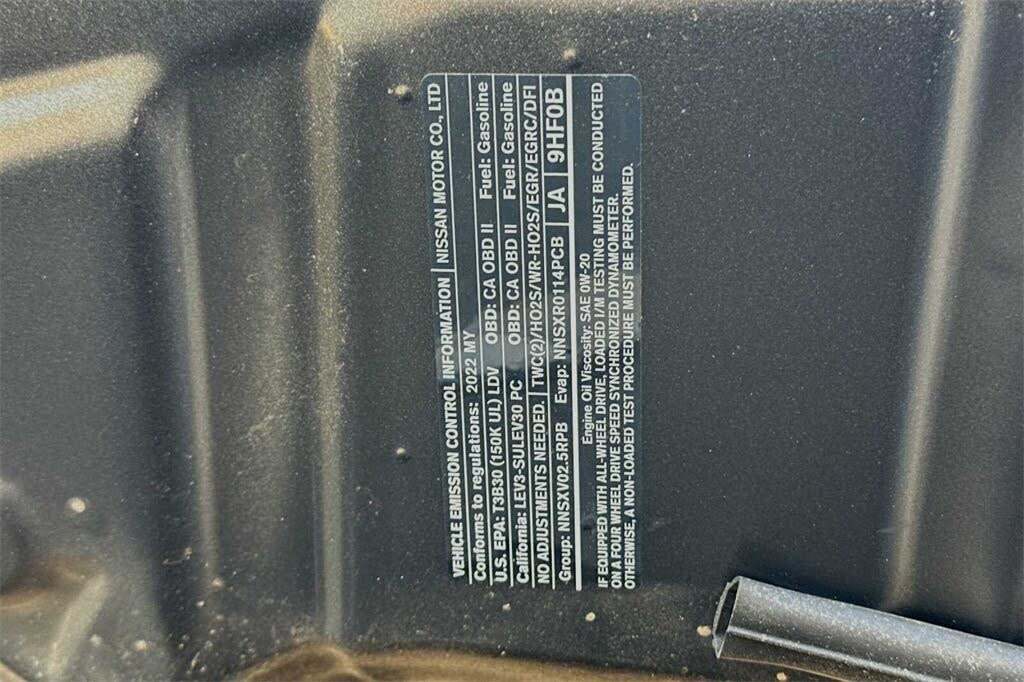 VEHICLE EMISSION CONTROL INFORMATION | NISSAN MOTOR CO., LTD
Conforms to regulations: 2022 MY
U.S. EPA: T3B30 (150K UL) LDV OBD: CA OBD II Fuel: Gasoline
California: LEV3-SULEV30 PC OBD: CA OBD II Fuel: Gasoline
NO ADJUSTMENTS NEEDED. | TWC(2)/HO2S/WR-HO2S/EGR/EGRC/DFI
Group: NNSXV02.5RPB Evap: NNSXR0114PCB | JA | 9HF0B
Engine Oil Viscosity: SAE 0W-20
IF EQUIPPED WITH ALL-WHEEL DRIVE, LOADED I/M TESTING MUST BE CONDUCTED
ON A FOUR WHEEL DRIVE SPEED SYNCHRONIZED DYNAMOMETER.
OTHERWISE, A NON-LOADED TEST PROCEDURE MUST BE PERFORMED.